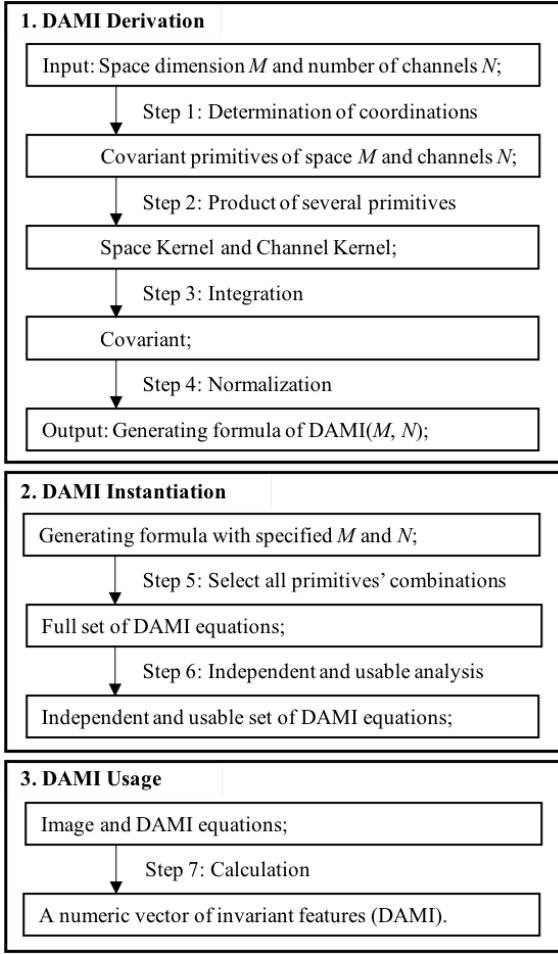 1. DAMI Derivation
Input: Space dimension M and number of channels N;
Step 1: Determination of coordinations
Covariant primitives of space M and channels N;
Step 2: Product of several primitives
Space Kernel and Channel Kernel;
Step 3: Integration
Covariant;
Step 4: Normalization
Output: Generating formula of DAMI(M, N);
2. DAMI Instantiation
Generating formula with specified M and N;
Step 5: Select all primitives’ combinations
Full set of DAMI equations;
Step 6: Independent and usable analysis
Independent and usable set of DAMI equations;
3. DAMI Usage
Image and DAMI equations;
Step 7: Calculation
A numeric vector of invariant features (DAMI).